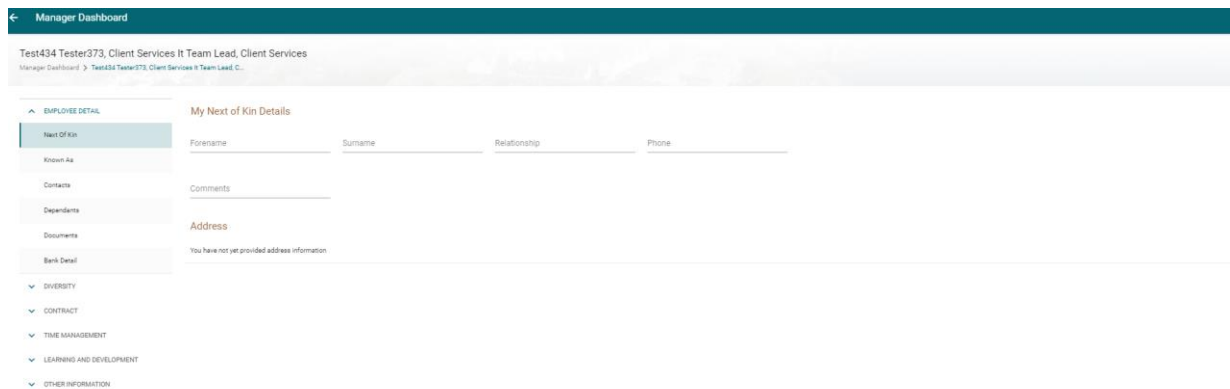 Manager Dashboard
Test434 Tester373, Client Services It Team Lead, Client Services
Manager Dashboard > Test434 Tester373, Client Services It Team Lead, C...
EMPLOYEE DETAIL
Next Of Kin
Known As
Contacts
Dependants
Documents
Bank Detail
DIVERSITY
CONTRACT
TIME MANAGEMENT
LEARNING AND DEVELOPMENT
OTHER INFORMATION
My Next of Kin Details
Forename Surname Relationship Phone
Comments
Address
You have not yet provided address information